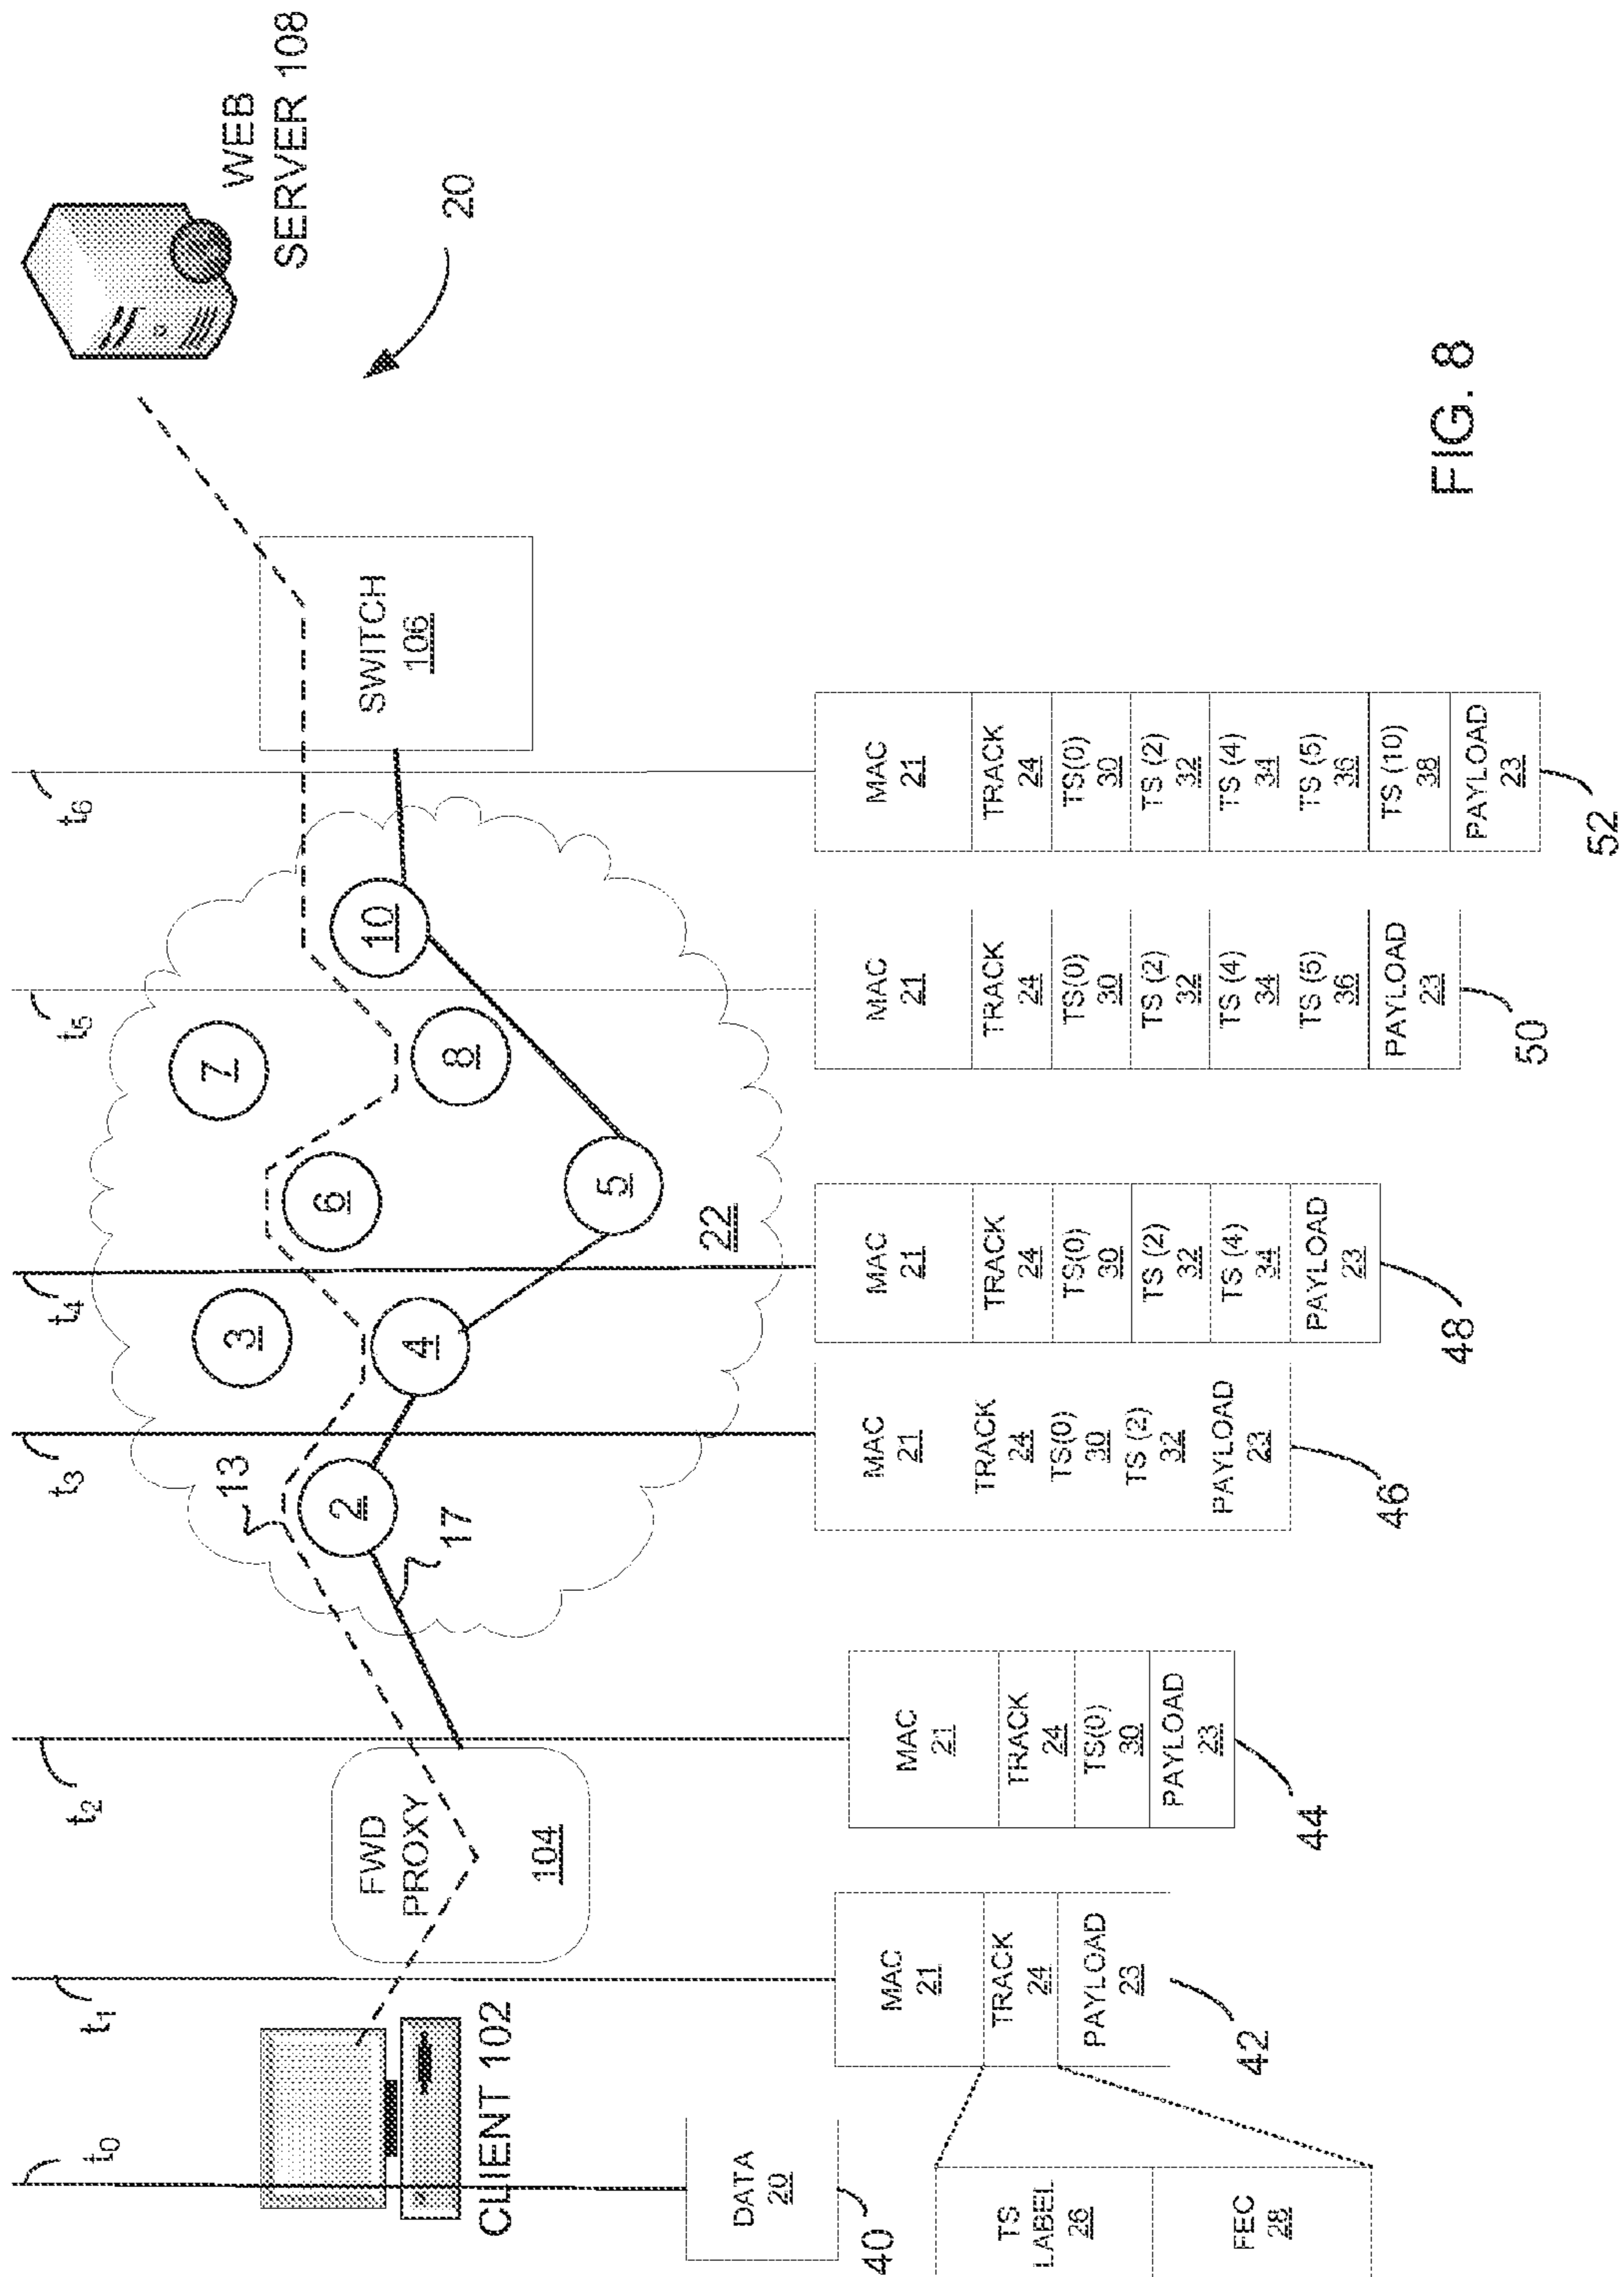 t0
t1
t2
t3
t4
t5
t6
CLIENT 102
FWD
PROXY
104
13
17
2
3
4
5
6
7
8
10
22
SWITCH
106
WEB
SERVER 108
20
DATA
20
40
TS
LABEL
26
FEC
28
MAC
21
TRACK
24
PAYLOAD
23
42
MAC
21
TRACK
24
TS(0)
30
PAYLOAD
23
44
MAC
21
TRACK
24
TS(0)
30
TS (2)
32
PAYLOAD
23
46
MAC
21
TRACK
24
TS(0)
30
TS (2)
32
TS (4)
34
PAYLOAD
23
48
MAC
21
TRACK
24
TS(0)
30
TS (2)
32
TS (4)
34
TS (5)
36
PAYLOAD
23
50
MAC
21
TRACK
24
TS(0)
30
TS (2)
32
TS (4)
34
TS (5)
36
TS (10)
38
PAYLOAD
23
52
FIG. 8